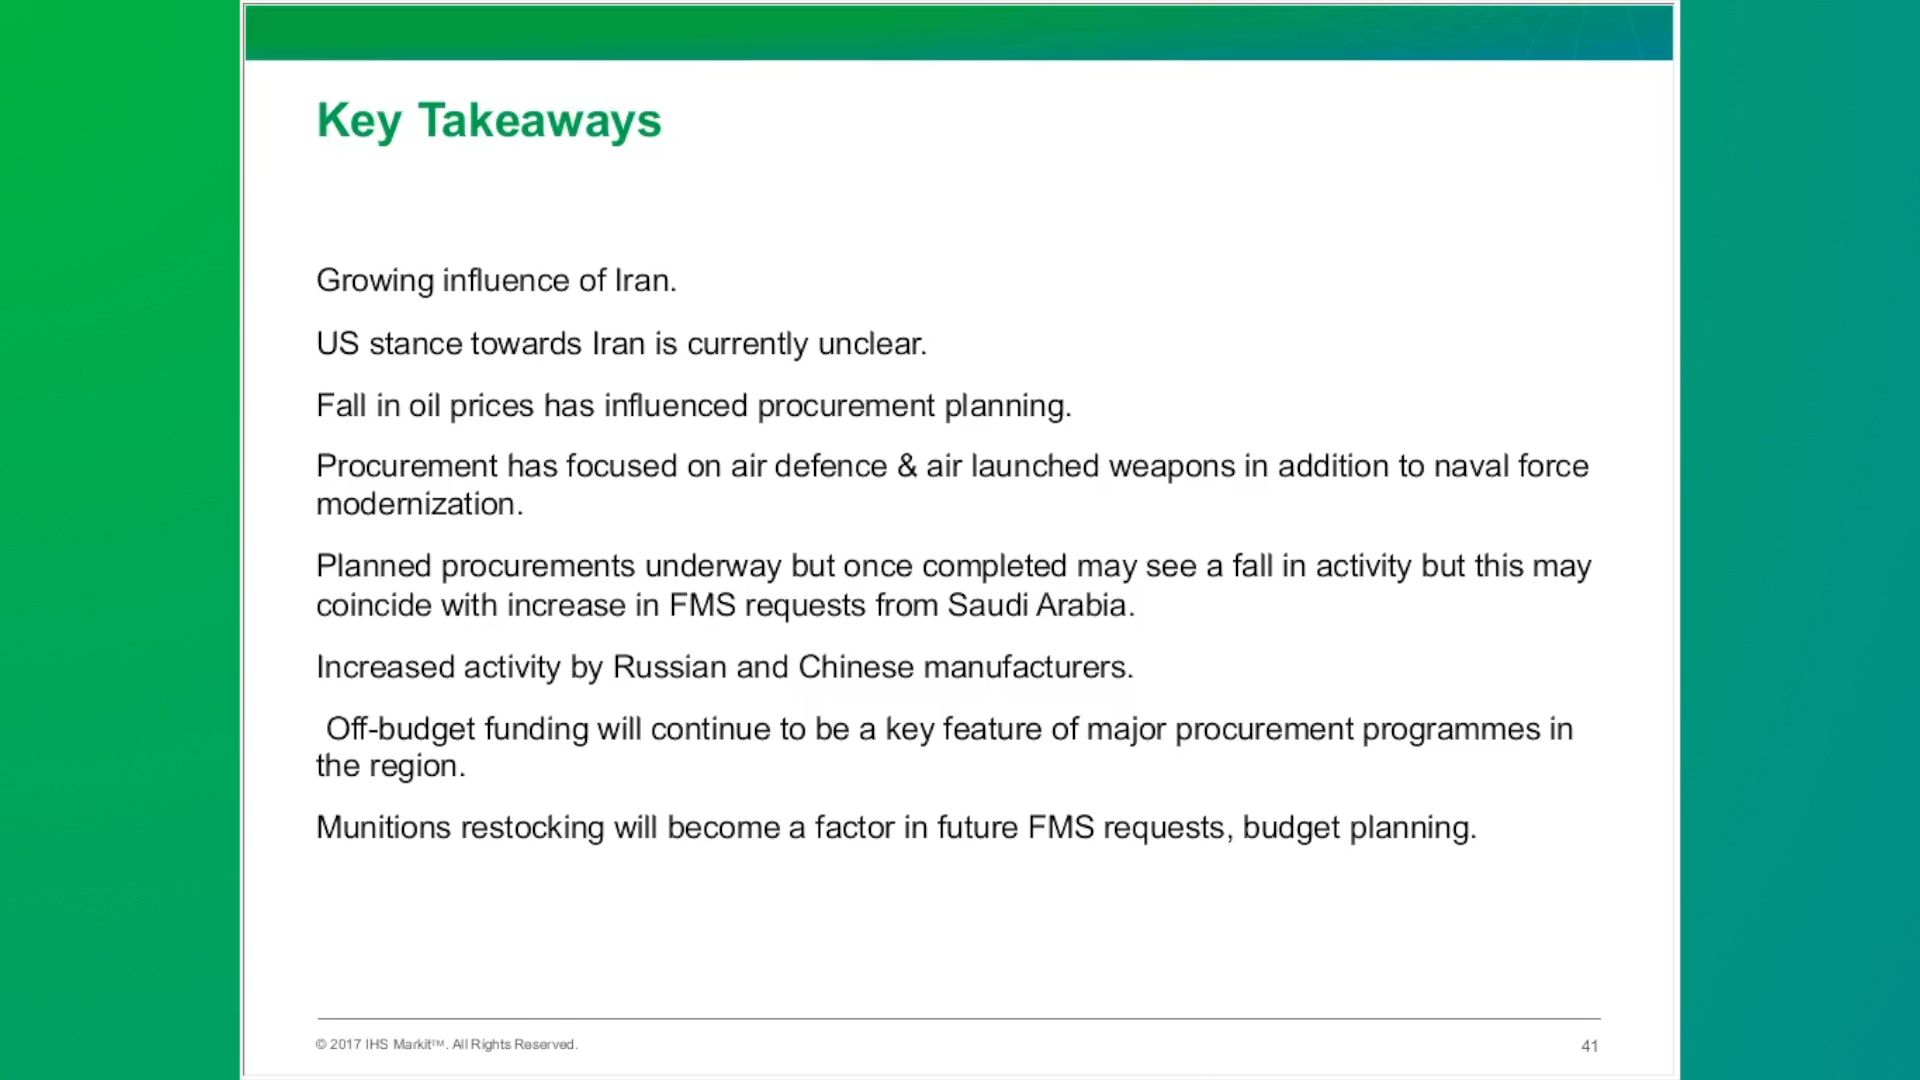 Key Takeaways
Growing influence of Iran.
US stance towards Iran is currently unclear.
Fall in oil prices has influenced procurement planning.
Procurement has focused on air defence & air launched weapons in addition to naval force
modernization.
Planned procurements underway but once completed may see a fall in activity but this may
coincide with increase in FMS requests from Saudi Arabia.
Increased activity by Russian and Chinese manufacturers.
Off-budget funding will continue to be a key feature of major procurement programmes in
the region.
Munitions restocking will become a factor in future FMS requests, budget planning.
© 2017 IHS Markit™. All Rights Reserved.
41